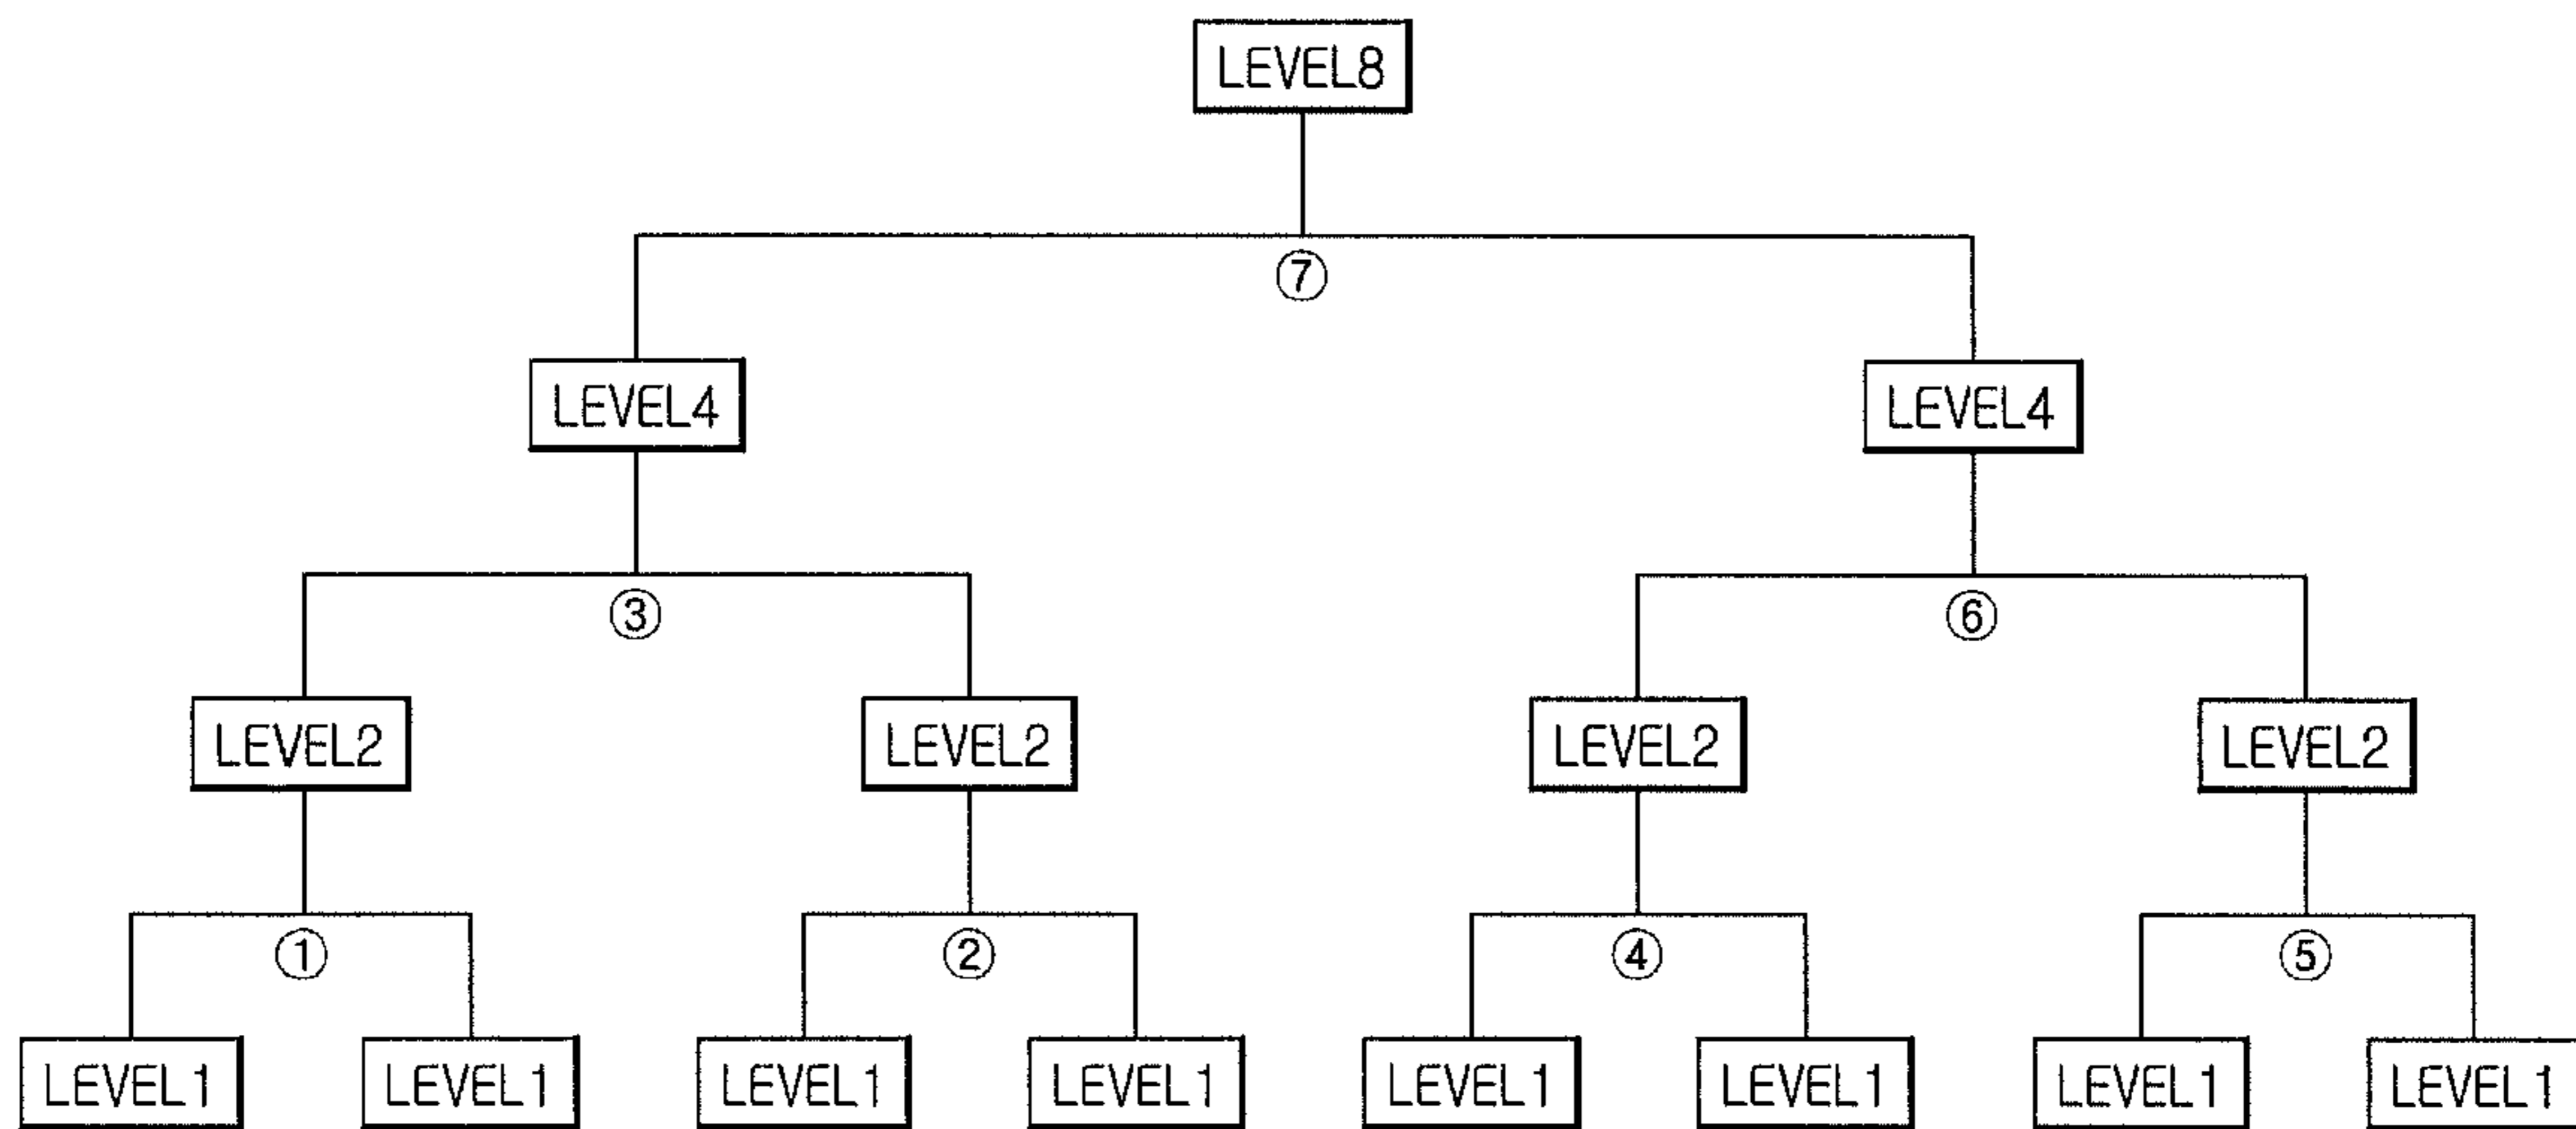 LEVEL8
⑦
LEVEL4 LEVEL4
③ ⑥
LEVEL2 LEVEL2 LEVEL2 LEVEL2
① ② ④ ⑤
LEVEL1 LEVEL1 LEVEL1 LEVEL1 LEVEL1 LEVEL1 LEVEL1 LEVEL1